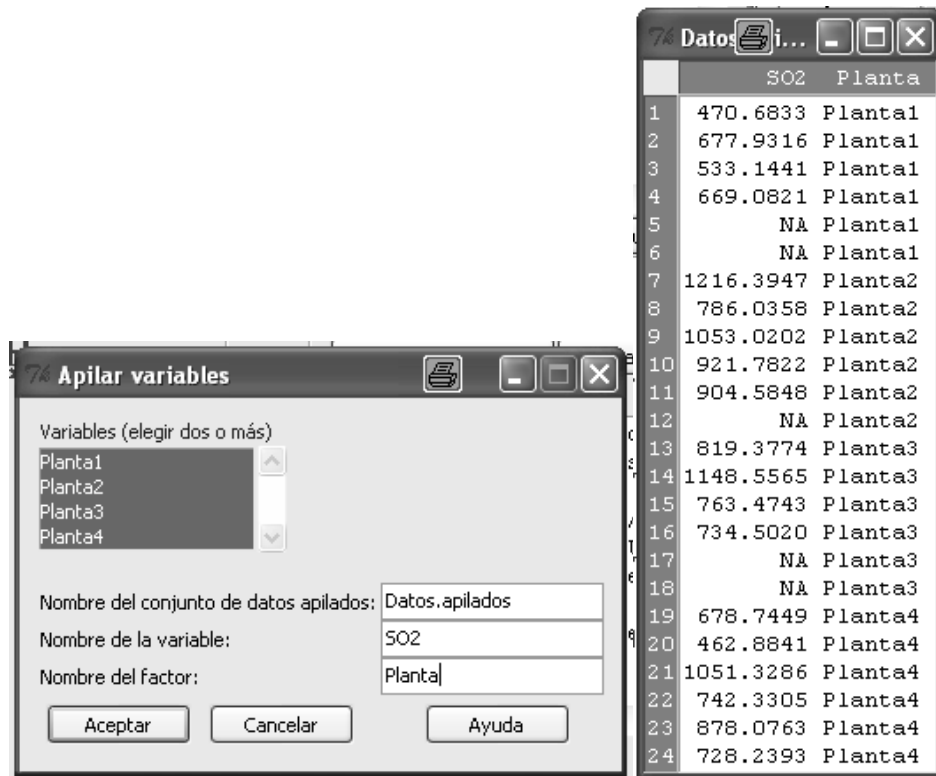 Apilar variables
Variables (elegir dos o más)
Planta1
Planta2
Planta3
Planta4
Nombre del conjunto de datos apilados: Datos.apilados
Nombre de la variable: SO2
Nombre del factor: Planta
Aceptar Cancelar Ayuda
Datos i...
SO2 Planta
1 470.6833 Planta1
2 677.9316 Planta1
3 533.1441 Planta1
4 669.0821 Planta1
5 NA Planta1
6 NA Planta1
7 1216.3947 Planta2
8 786.0358 Planta2
9 1053.0202 Planta2
10 921.7822 Planta2
11 904.5848 Planta2
12 NA Planta2
13 819.3774 Planta3
14 1148.5565 Planta3
15 763.4743 Planta3
16 734.5020 Planta3
17 NA Planta3
18 NA Planta3
19 678.7449 Planta4
20 462.8841 Planta4
21 1051.3286 Planta4
22 742.3305 Planta4
23 878.0763 Planta4
24 728.2393 Planta4